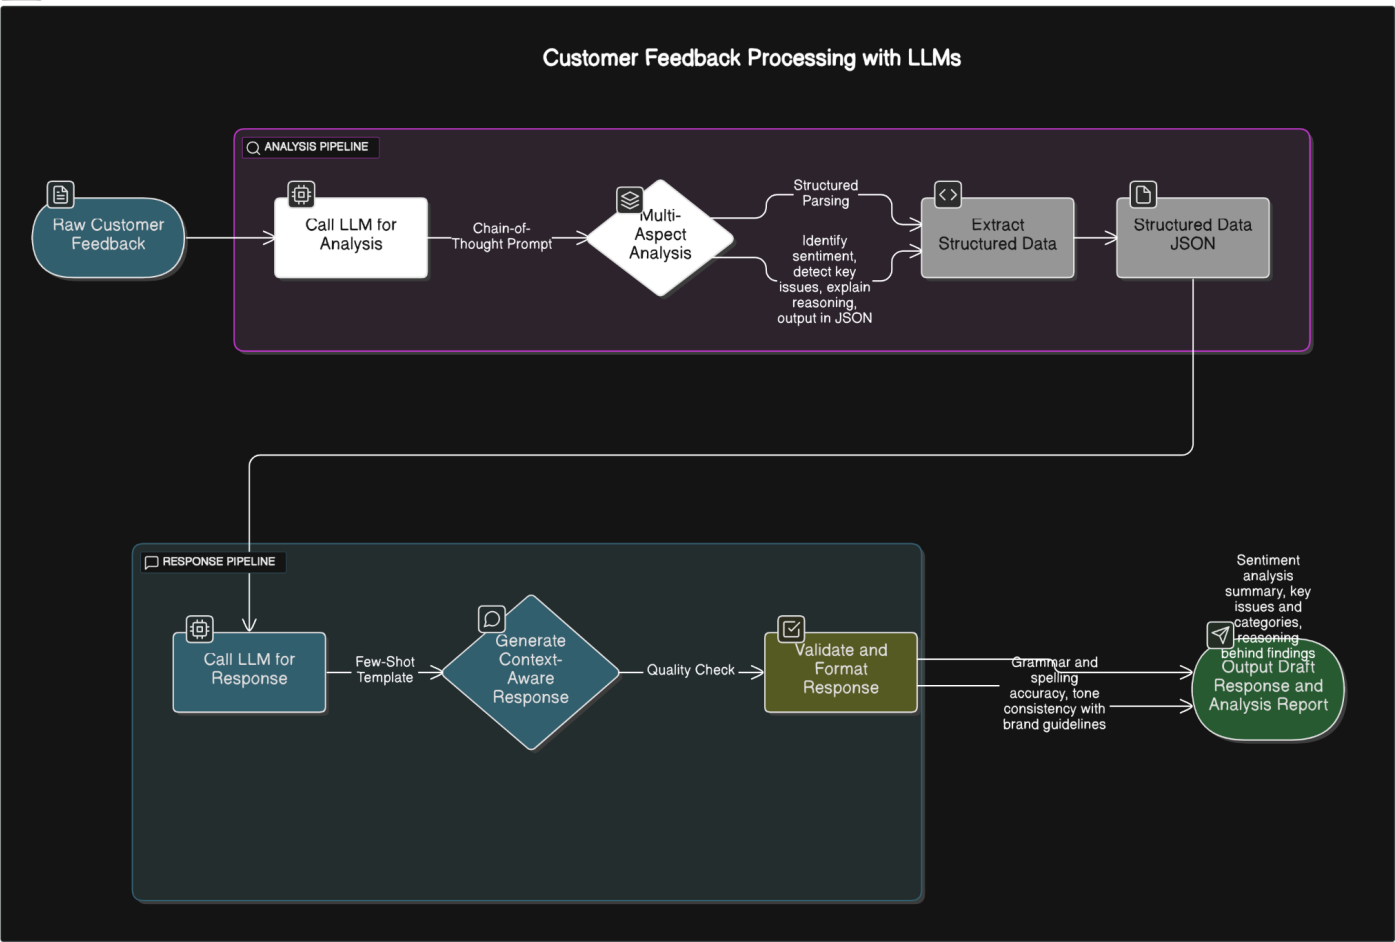 Customer Feedback Processing with LLMs
ANALYSIS PIPELINE
Raw Customer
Feedback
Call LLM for
Analysis
Chain-of-
Thought Prompt
Multi-
Aspect
Analysis
Structured
Parsing
Identify
sentiment,
detect key
issues, explain
reasoning,
output in JSON
Extract
Structured Data
Structured Data
JSON
RESPONSE PIPELINE
Call LLM for
Response
Few-Shot
Template
Generate
Context-
Aware
Response
Quality Check
Validate and
Format
Response
Grammar and
spelling
accuracy, tone
consistency with
brand guidelines
Sentiment
analysis
summary, key
issues and
categories,
reasoning
behind findings
Output Draft
Response and
Analysis Report